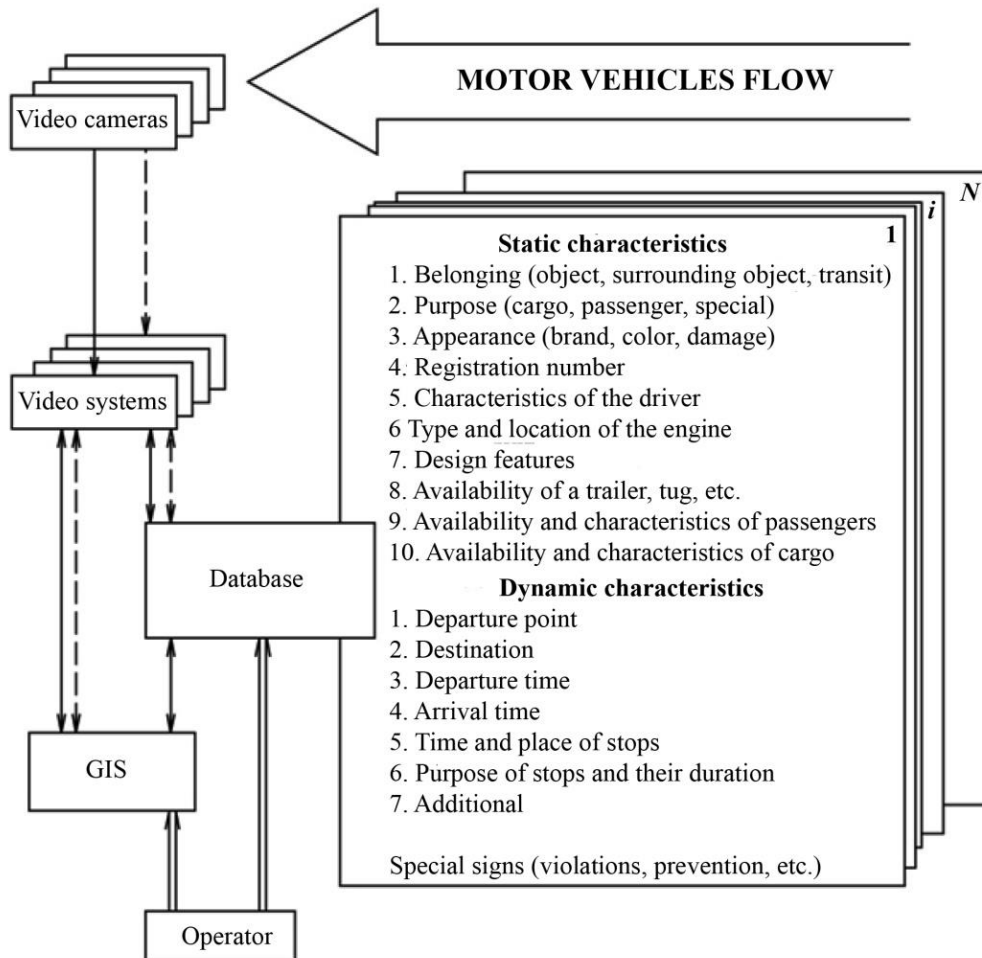 MOTOR VEHICLES FLOW
Video cameras
N
i
1
Static characteristics
1. Belonging (object, surrounding object, transit)
2. Purpose (cargo, passenger, special)
3. Appearance (brand, color, damage)
4. Registration number
5. Characteristics of the driver
6 Type and location of the engine
7. Design features
8. Availability of a trailer, tug, etc.
9. Availability and characteristics of passengers
10. Availability and characteristics of cargo
Dynamic characteristics
1. Departure point
2. Destination
3. Departure time
4. Arrival time
5. Time and place of stops
6. Purpose of stops and their duration
7. Additional
Special signs (violations, prevention, etc.)
Video systems
Database
GIS
Operator